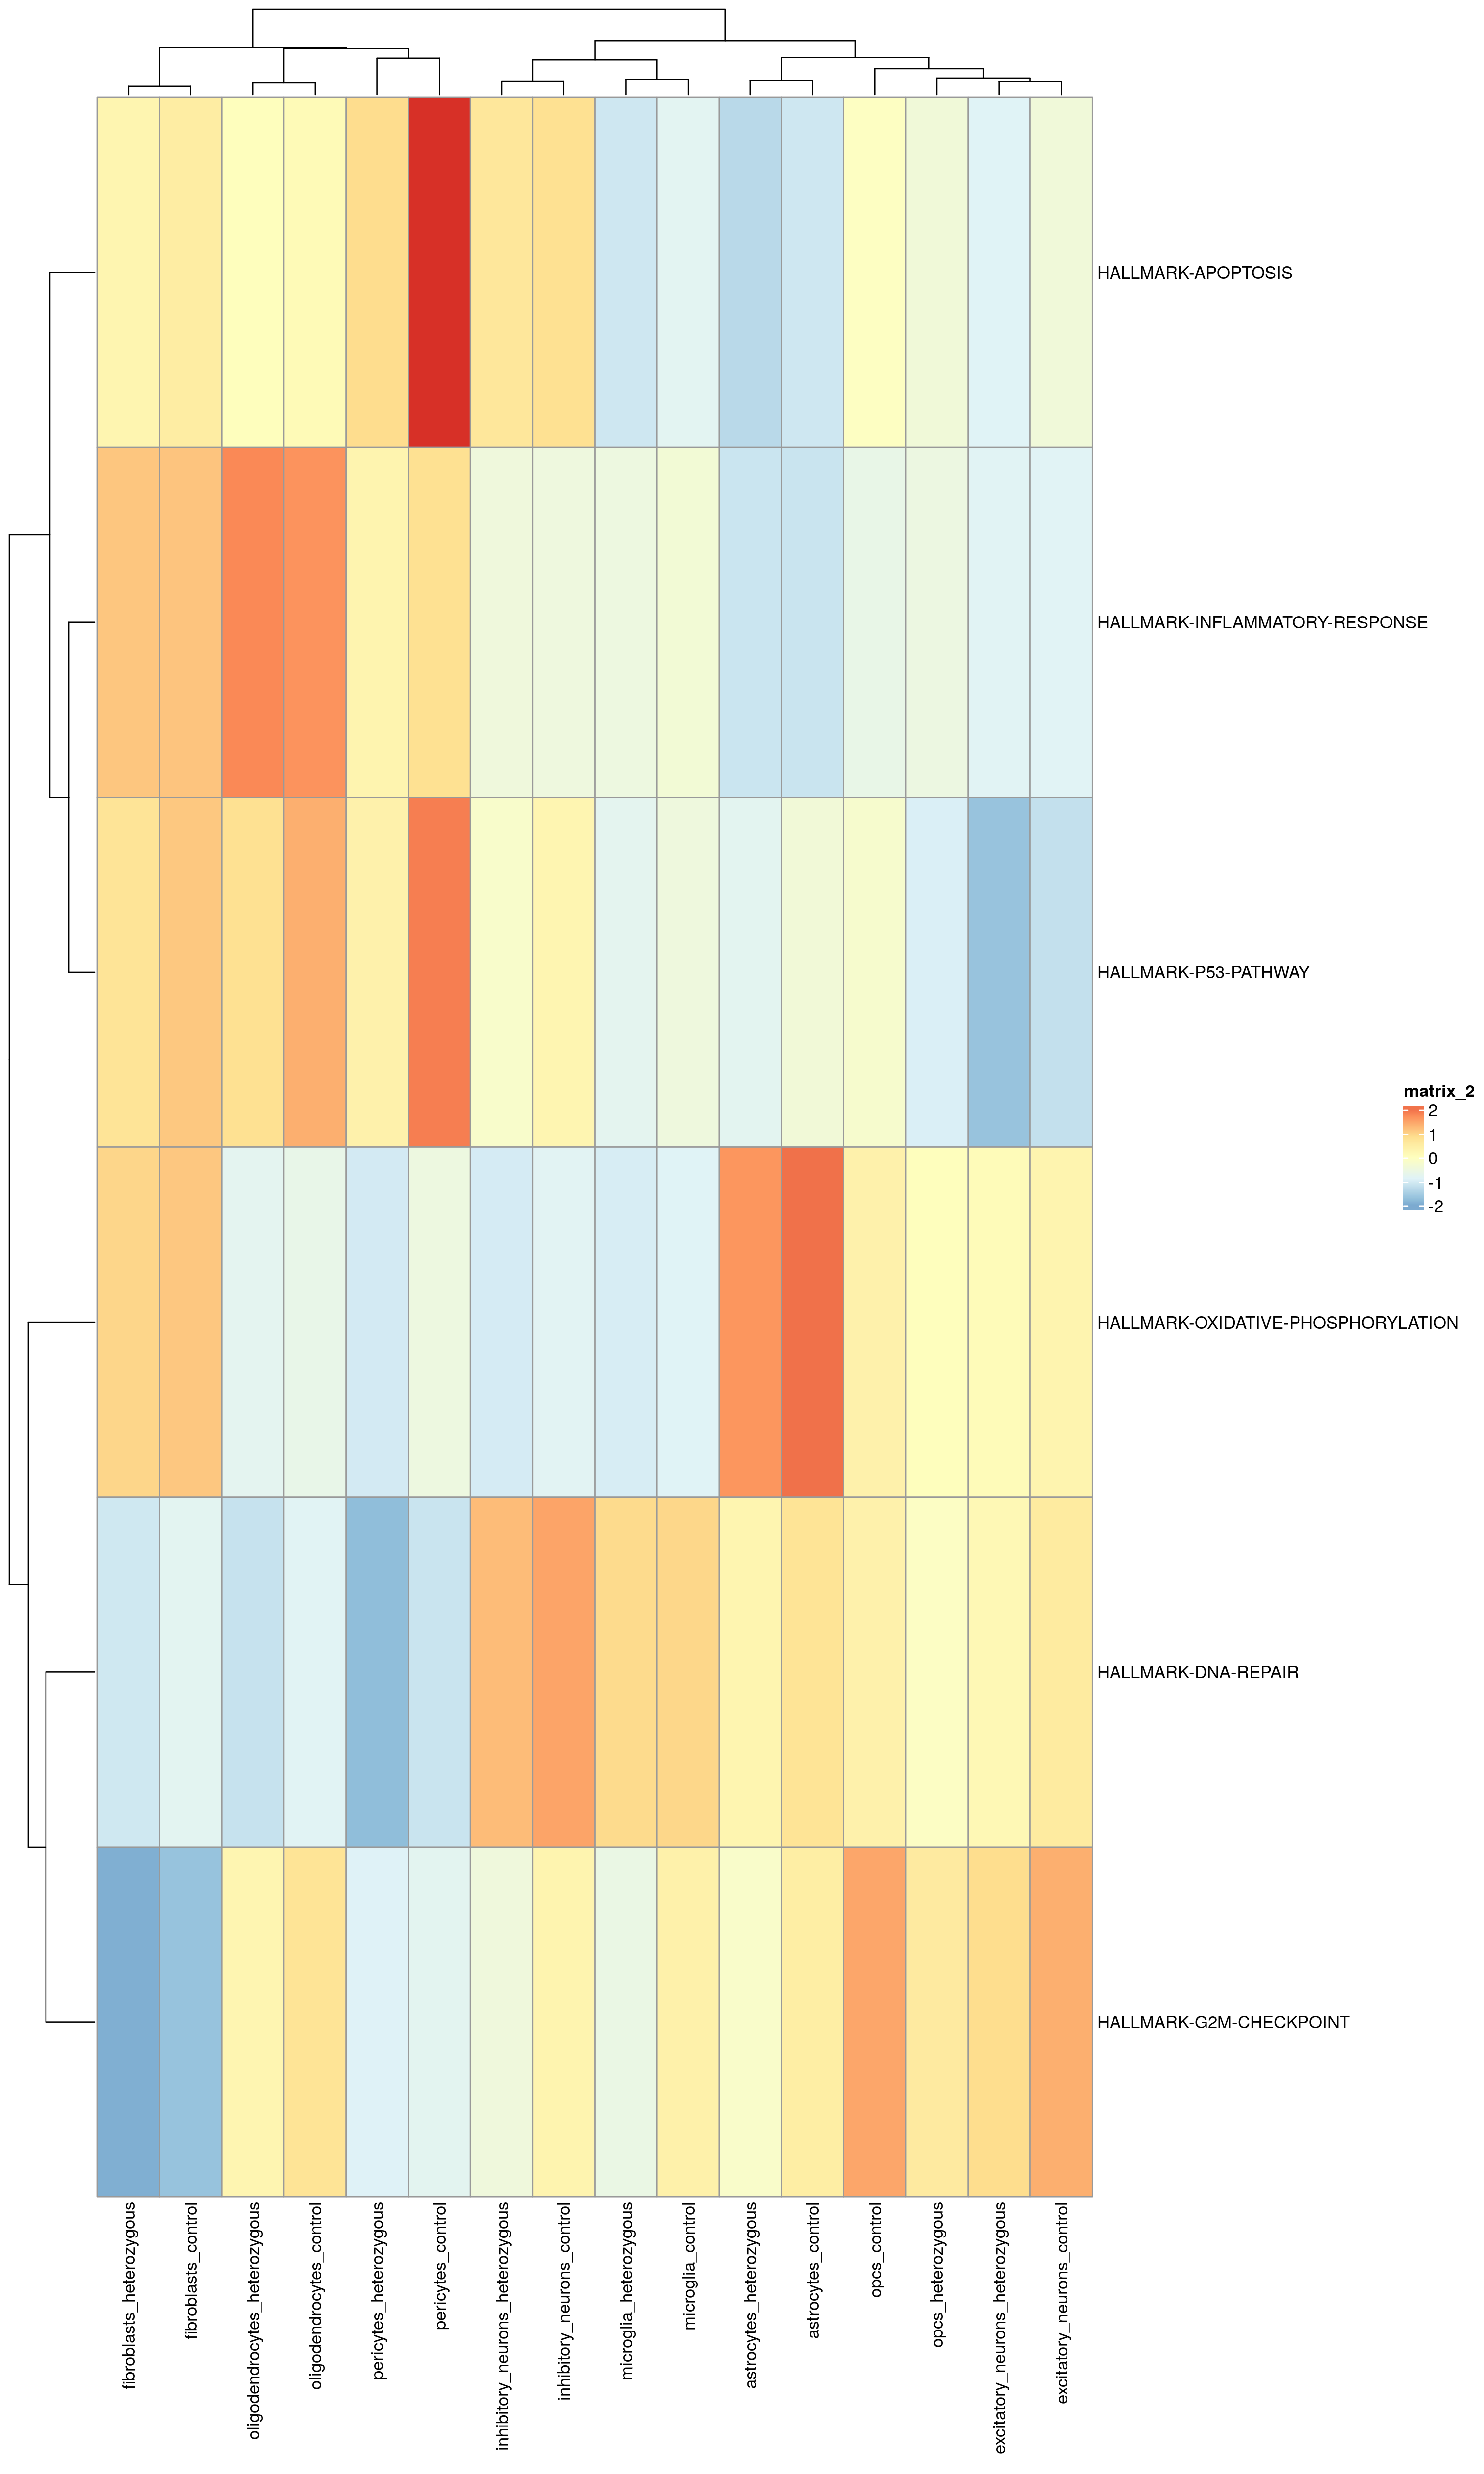 HALLMARK-APOPTOSIS
HALLMARK-INFLAMMATORY-RESPONSE
HALLMARK-P53-PATHWAY
matrix_2
2
1
0
-1
-2
HALLMARK-OXIDATIVE-PHOSPHORYLATION
HALLMARK-DNA-REPAIR
HALLMARK-G2M-CHECKPOINT
fibroblasts_heterozygous
fibroblasts_control
oligodendrocytes_heterozygous
oligodendrocytes_control
pericytes_heterozygous
pericytes_control
inhibitory_neurons_heterozygous
inhibitory_neurons_control
microglia_heterozygous
microglia_control
astrocytes_heterozygous
astrocytes_control
opcs_control
opcs_heterozygous
excitatory_neurons_heterozygous
excitatory_neurons_control